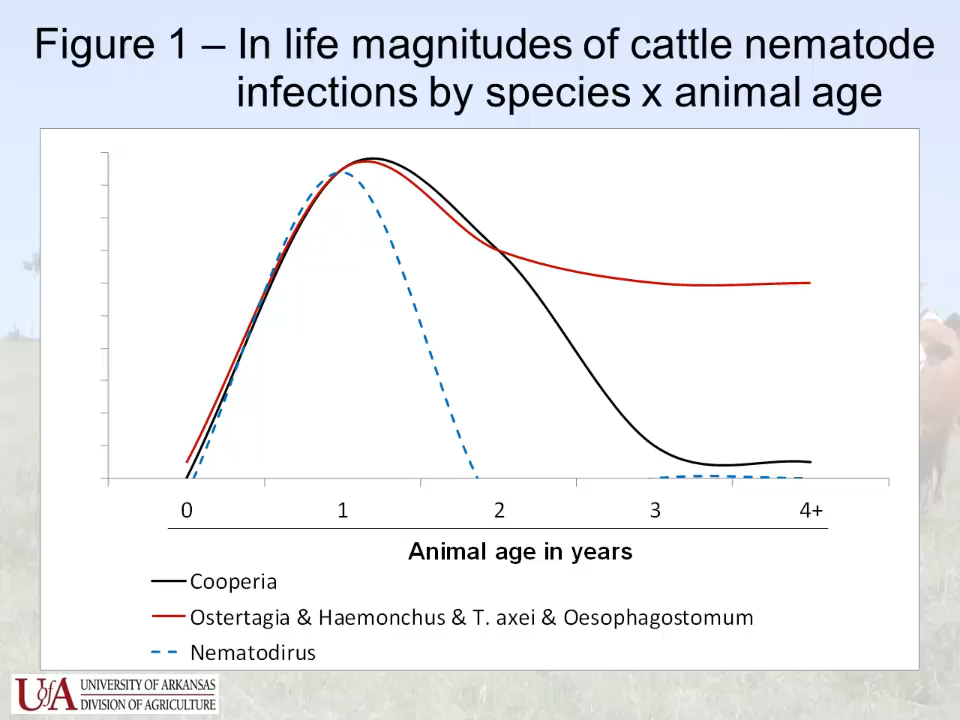 Figure 1 – In life magnitudes of cattle nematode
infections by species x animal age
0 1 2 3 4+
Animal age in years
Cooperia
Ostertagia & Haemonchus & T. axei & Oesophagostomum
Nematodirus
UofA
UNIVERSITY OF ARKANSAS
DIVISION OF AGRICULTURE